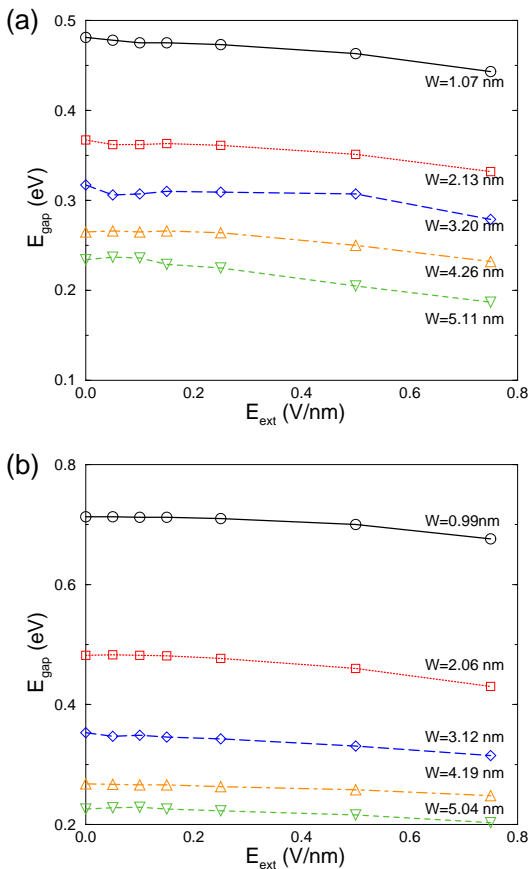 (a)
0.5
W=1.07 nm
0.4
W=2.13 nm
0.3
W=3.20 nm
W=4.26 nm
0.2
W=5.11 nm
0.1
E_gap (eV)
0.0 0.2 0.4 0.6 0.8
E_ext (V/nm)
(b)
0.8
W=0.99nm
0.6
W=2.06 nm
0.4
W=3.12 nm
W=4.19 nm
W=5.04 nm
0.2
E_gap (eV)
0.0 0.2 0.4 0.6 0.8
E_ext (V/nm)